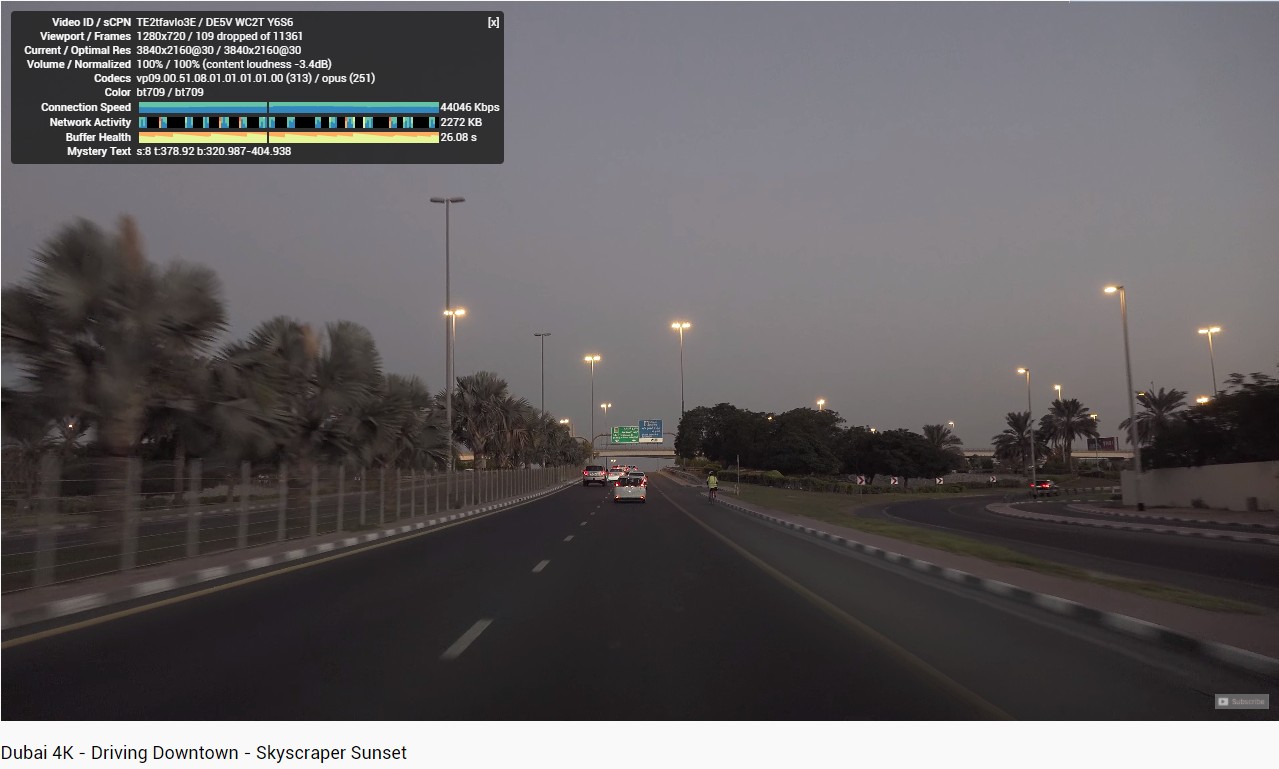 Video ID / sCPN TE2tfavIo3E / DE5V WC2T Y6S6 [x]
Viewport / Frames 1280x720 / 109 dropped of 11361
Current / Optimal Res 3840x2160@30 / 3840x2160@30
Volume / Normalized 100% / 100% (content loudness -3.4dB)
Codecs vp09.00.51.08.01.01.01.01.00 (313) / opus (251)
Color bt709 / bt709
Connection Speed 44046 Kbps
Network Activity 2272 KB
Buffer Health 26.08 s
Mystery Text s:8 t:378.92 b:320.987-404.938
Subscribe
Dubai 4K - Driving Downtown - Skyscraper Sunset